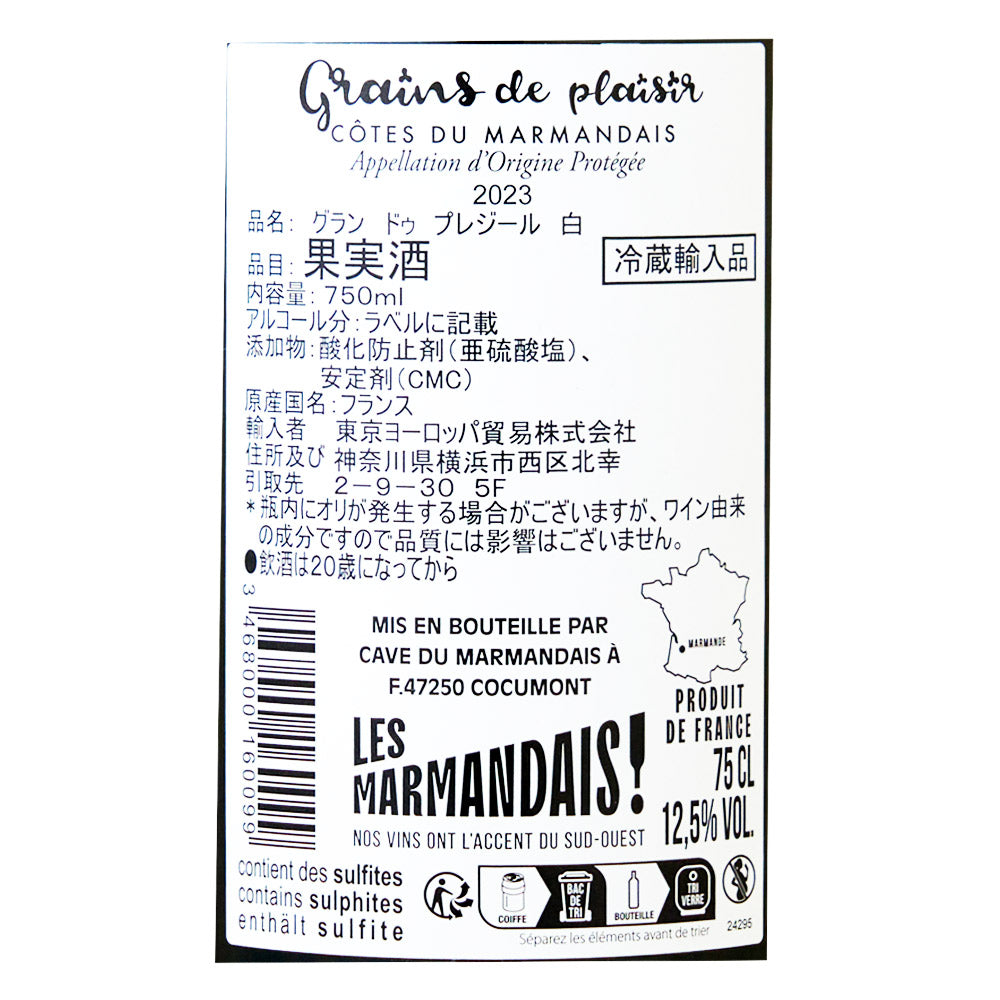 Grains de plaisir
CÔTES DU MARMANDAIS
Appellation d'Origine Protégée
2023
品名: グラン ドゥ プレジール 白
品目: 果実酒
冷蔵輸入品
内容量: 750ml
アルコール分:ラベルに記載
添加物:酸化防止剤(亜硫酸塩)、
安定剤(CMC)
原産国名:フランス
輸入者 東京ヨーロッパ貿易株式会社
住所及び 神奈川県横浜市西区北幸
引取先 2-9-30 5F
*瓶内にオリが発生する場合がございますが、ワイン由来
の成分ですので品質には影響はございません。
●飲酒は20歳になってから
3 468000 160099
MIS EN BOUTEILLE PAR
CAVE DU MARMANDAIS À
F.47250 COCUMONT
MARMANDE
PRODUIT
DE FRANCE
75 CL
12,5% VOL.
LES
MARMANDAIS!
NOS VINS ONT L'ACCENT DU SUD-OUEST
contient des sulfites
contains sulphites
enthält sulfite
COIFFE
BAC
DE
TRI
BOUTEILLE
TRI
VERRE
Séparez les éléments avant de trier
24295